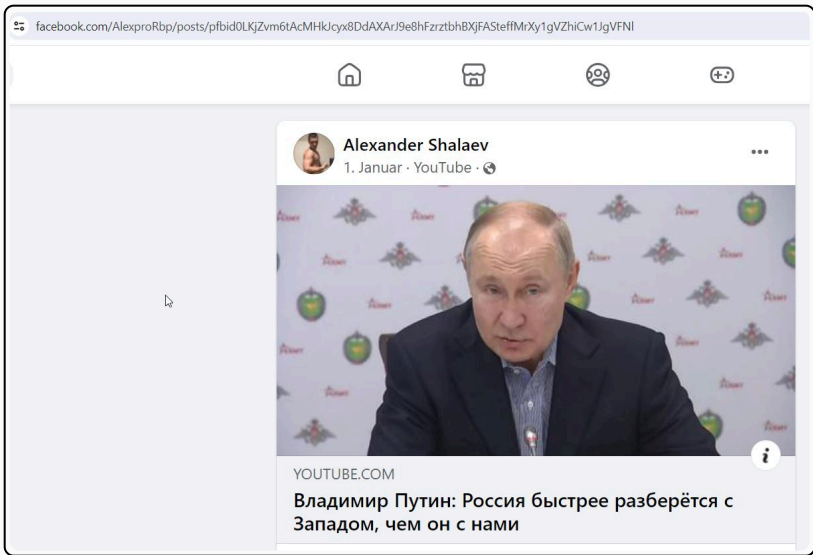 facebook.com/AlexproRbp/posts/pfbid0LKjZvm6tAcMHkJcyx8DdAXArJ9e8hFzrztbhBXjFASteffMrXy1gVZhiCw1JgVFNl
Alexander Shalaev
1. Januar · YouTube ·
YOUTUBE.COM
Владимир Путин: Россия быстрее разберётся с
Западом, чем он с нами